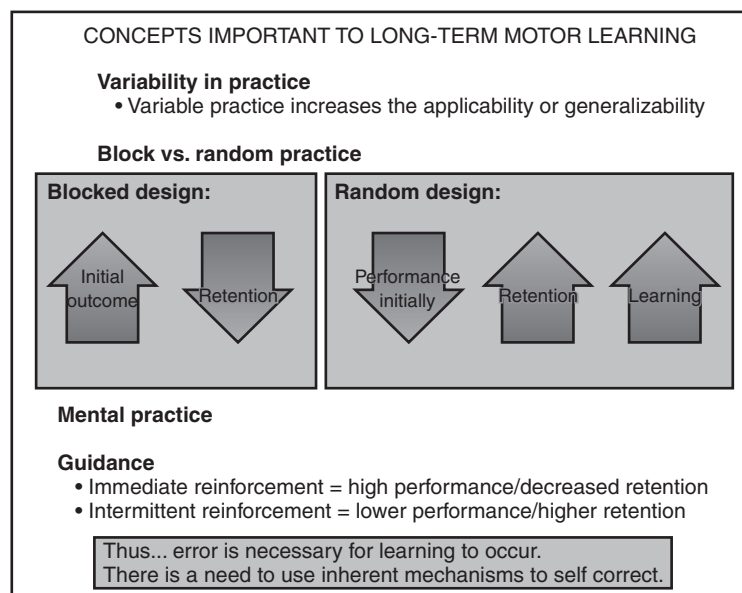 CONCEPTS IMPORTANT TO LONG-TERM MOTOR LEARNING
Variability in practice
• Variable practice increases the applicability or generalizability
Block vs. random practice
Blocked design:
Initial
outcome
Retention
Random design:
Performance
initially
Retention
Learning
Mental practice
Guidance
• Immediate reinforcement = high performance/decreased retention
• Intermittent reinforcement = lower performance/higher retention
Thus... error is necessary for learning to occur.
There is a need to use inherent mechanisms to self correct.